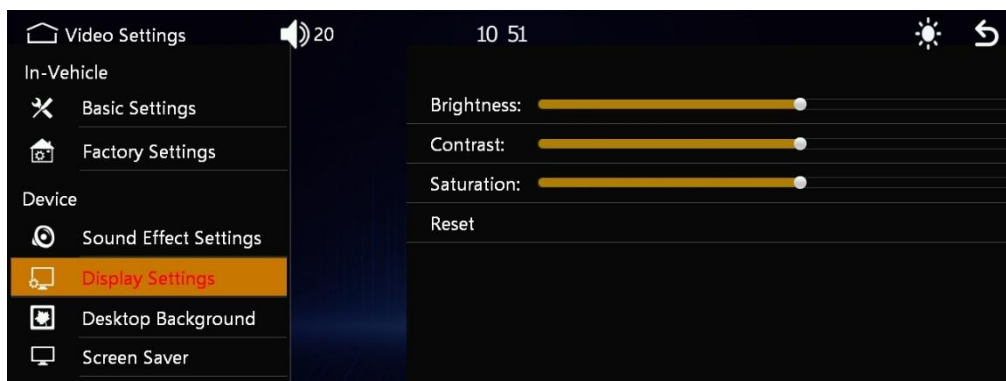 Video Settings 20 10 51
In-Vehicle
Basic Settings
Factory Settings
Device
Sound Effect Settings
Display Settings
Desktop Background
Screen Saver
Brightness:
Contrast:
Saturation:
Reset